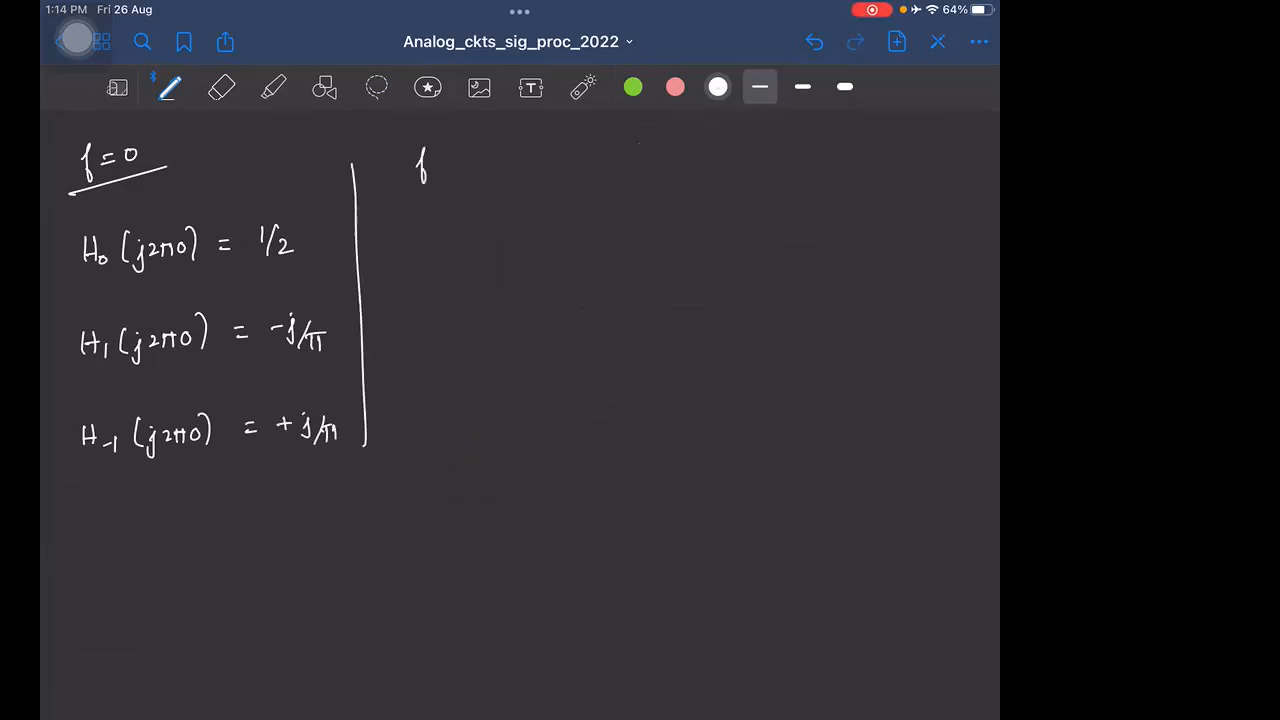 1:14 PM Fri 26 Aug
64%
Analog_ckts_sig_proc_2022
T
f = 0
f
H₀ (j2π0) = 1/2
H₁ (j2π0) = -j/π
H₋₁ (j2π0) = + j/π